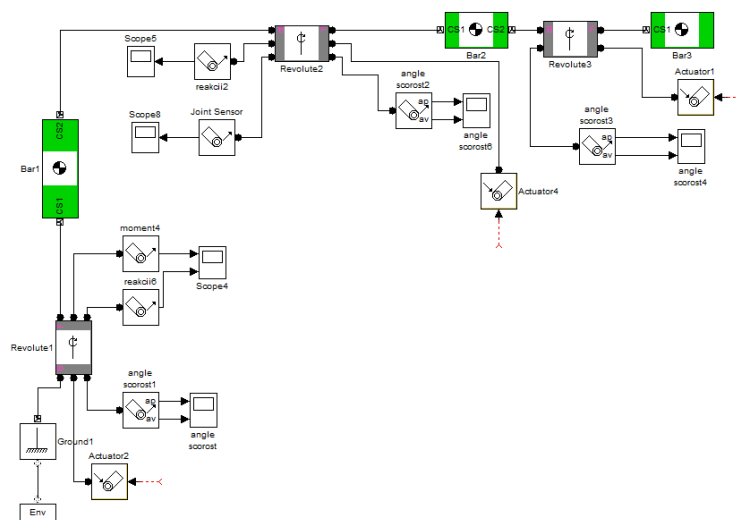 Scope5
reakcii2
Revolute2
CS1
CS2
Bar2
CS1
Bar3
Revolute3
Actuator1
angle
scorost2
ap
av
angle
scorost6
angle
scorost3
ap
av
angle
scorost4
Scope8
Joint Sensor
Actuator4
CS2
Bar1
CS1
moment4
reakcii6
Scope4
Revolute1
angle
scorost1
ap
av
angle
scorost
Ground1
Actuator2
Env